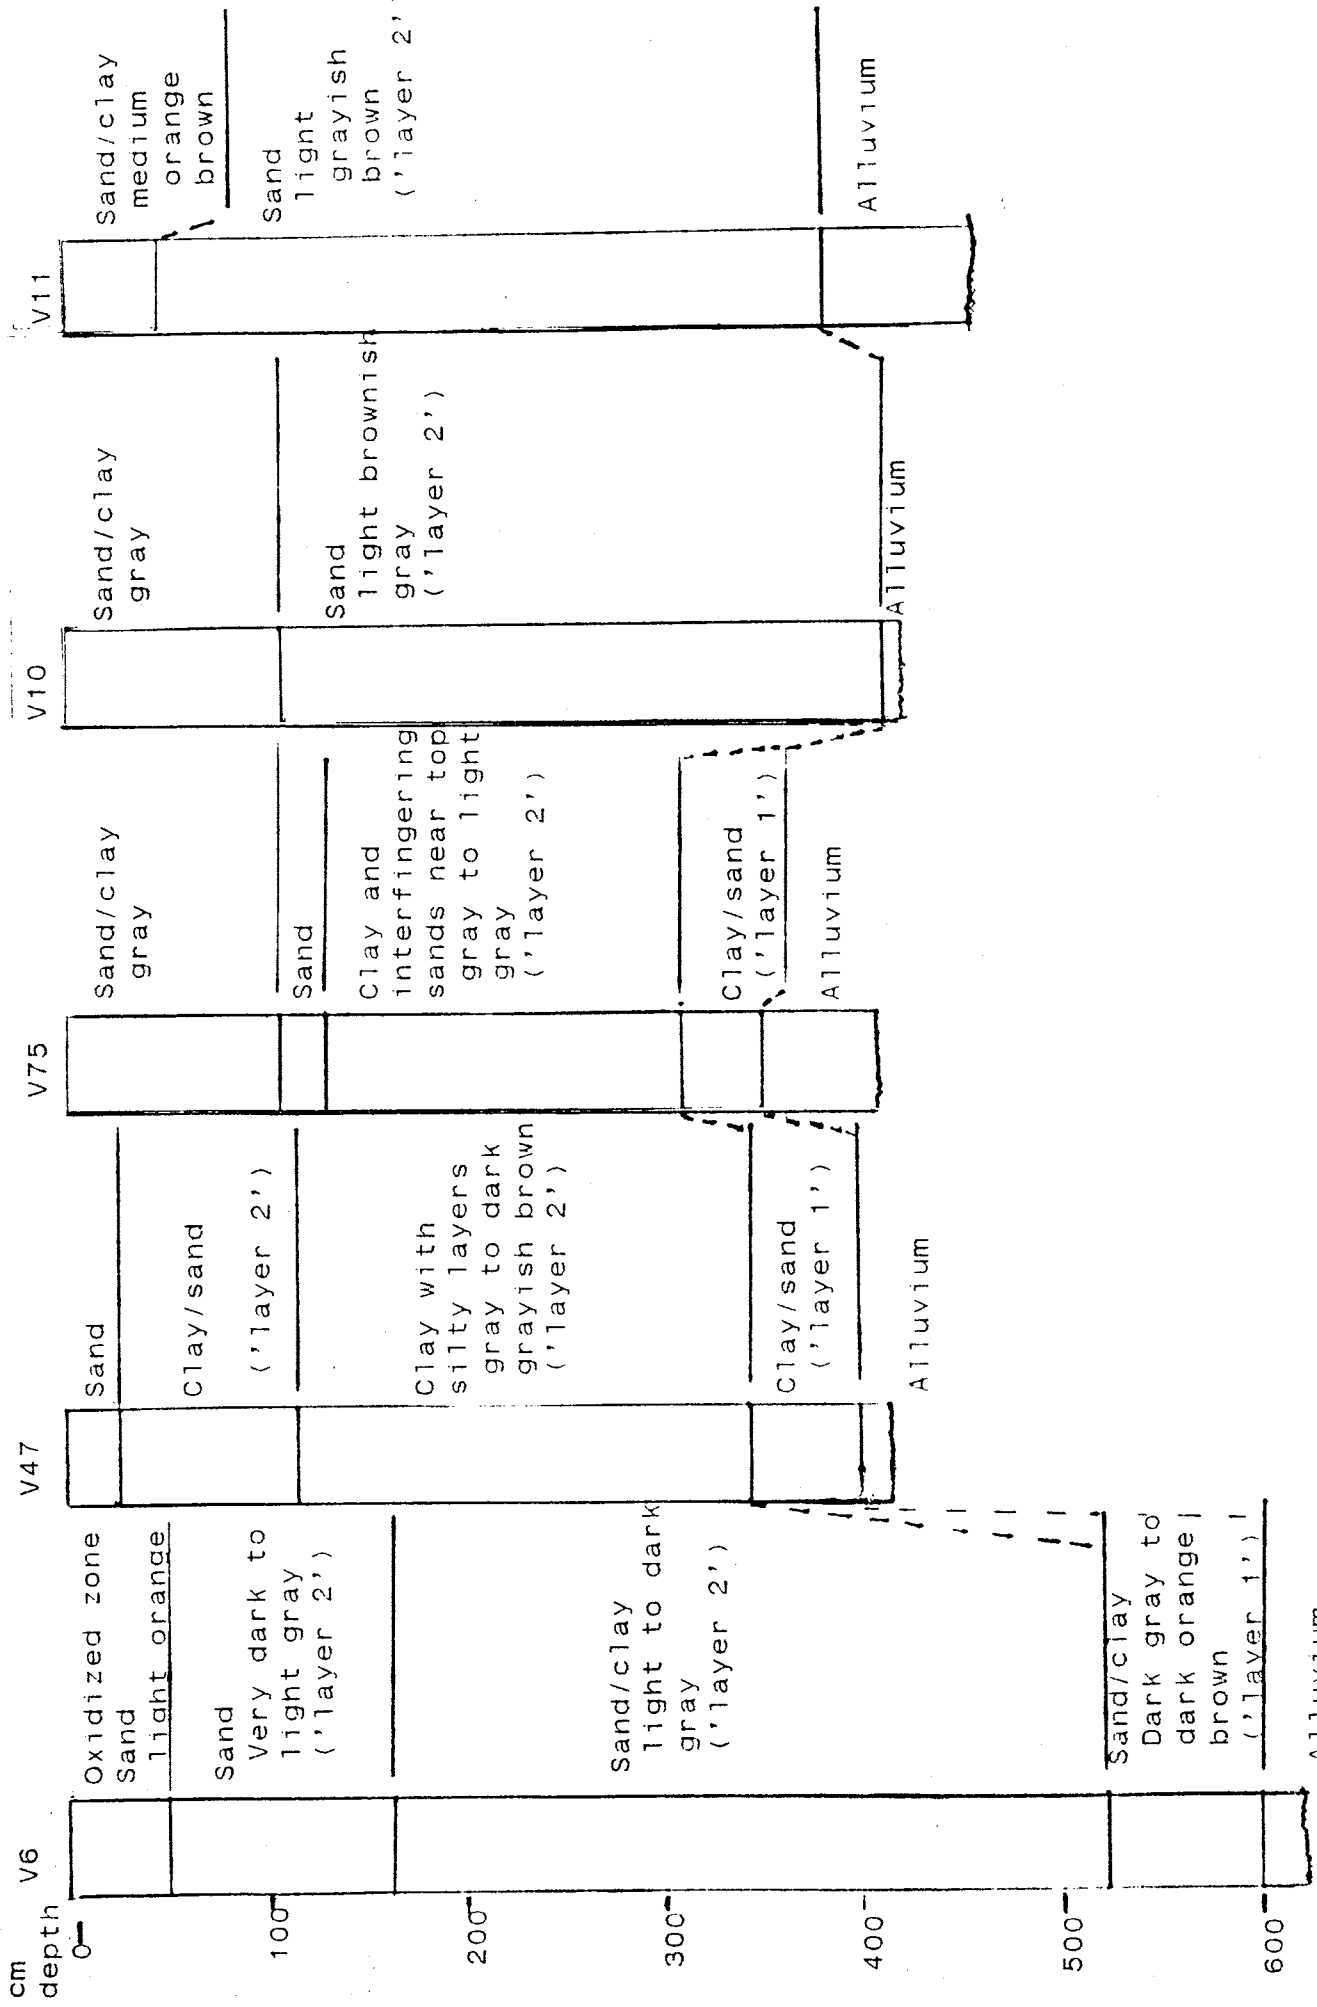 cm
depth
0
100
200
300
400
500
600
V6
Oxidized zone
Sand
light orange
Sand
Very dark to
light gray
('layer 2')
Sand/clay
light to dark
gray
('layer 2')
Sand/clay
Dark gray to
dark orange
brown
('layer 1')
Alluvium
V47
Sand
Clay/sand
('layer 2')
Clay with
silty layers
gray to dark
grayish brown
('layer 2')
Clay/sand
('layer 1')
Alluvium
V75
Sand/clay
gray
Sand
Clay and
interfingering
sands near top
gray to light
gray
('layer 2')
Clay/sand
('layer 1')
Alluvium
V10
Sand/clay
gray
Sand
light brownish
gray
('layer 2')
Alluvium
V11
Sand/clay
medium
orange
brown
Sand
light
grayish
brown
('layer 2'
Alluvium